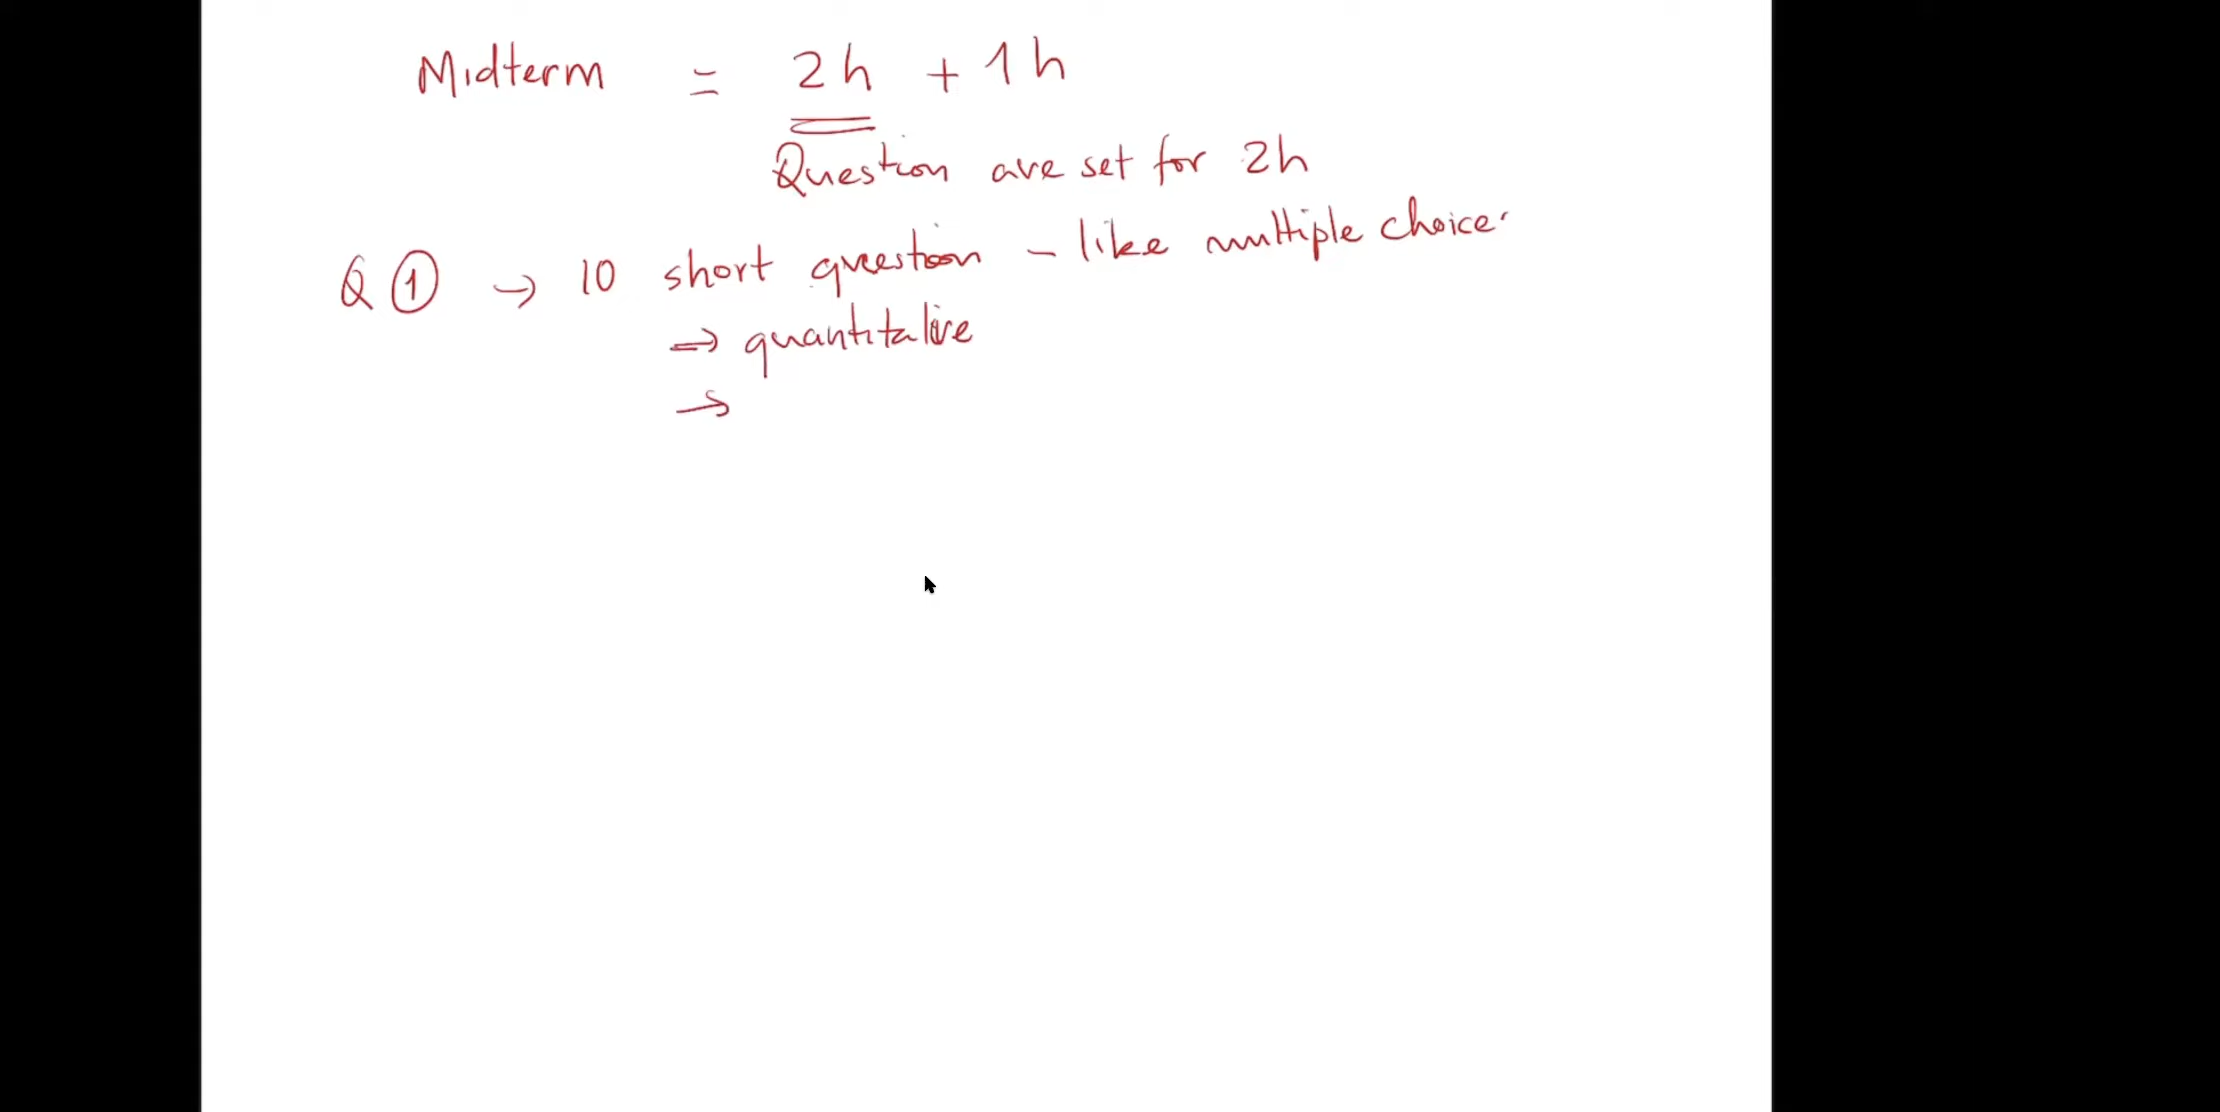 Midterm = 2h + 1h
Question are set for 2h
Q ① → 10 short question - like multiple choice.
⇒ quantitative
→